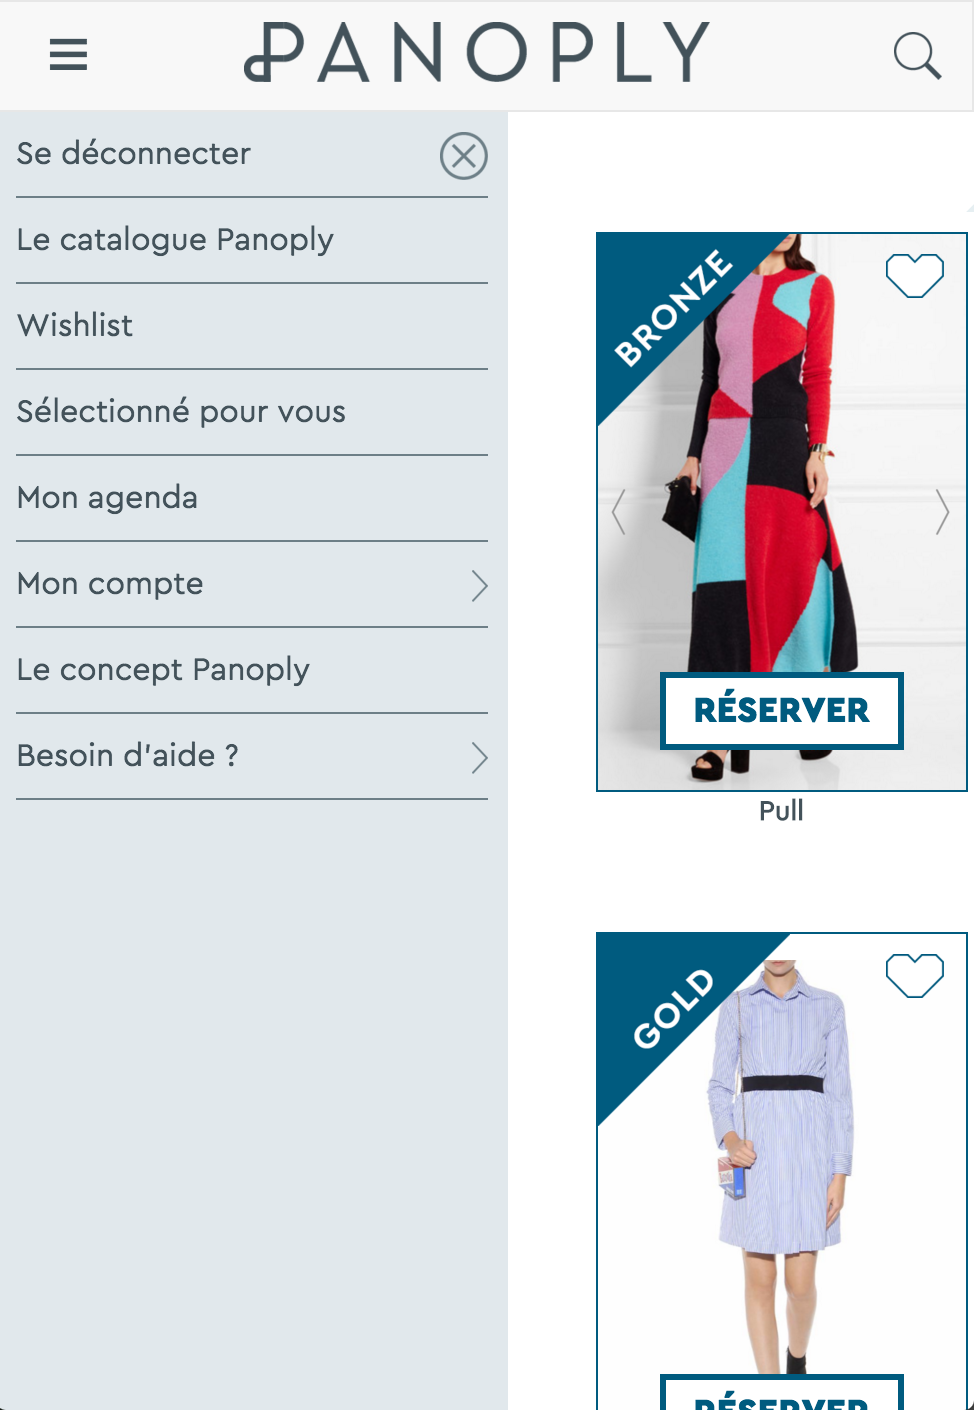 PANOPLY
Se déconnecter
Le catalogue Panoply
Wishlist
Sélectionné pour vous
Mon agenda
Mon compte
Le concept Panoply
Besoin d'aide ?
BRONZE
RÉSERVER
Pull
GOLD
RÉSERVER